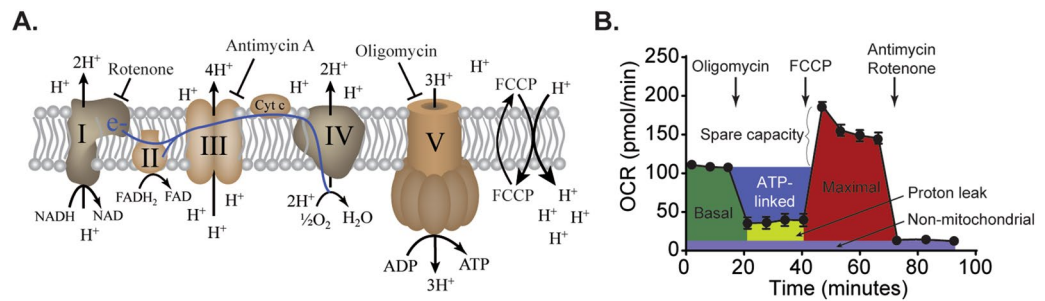 A.
2H⁺
H⁺
Rotenone
Antimycin A
4H⁺
H⁺
H⁺
2H⁺
H⁺
Oligomycin
3H⁺
H⁺
FCCP
H⁺
H⁺
I
e-
II
III
Cyt c
IV
V
NADH
NAD
H⁺
FADH₂
FAD
H⁺
H⁺
2H⁺
½O₂
H₂O
ADP
ATP
3H⁺
FCCP
H⁺
H⁺
H⁺
H⁺
H⁺
B.
OCR (pmol/min)
250
200
150
100
50
0
Oligomycin
FCCP
Antimycin
Rotenone
Spare capacity
ATP-
linked
Maximal
Basal
Proton leak
Non-mitochondrial
0
20
40
60
80
100
Time (minutes)